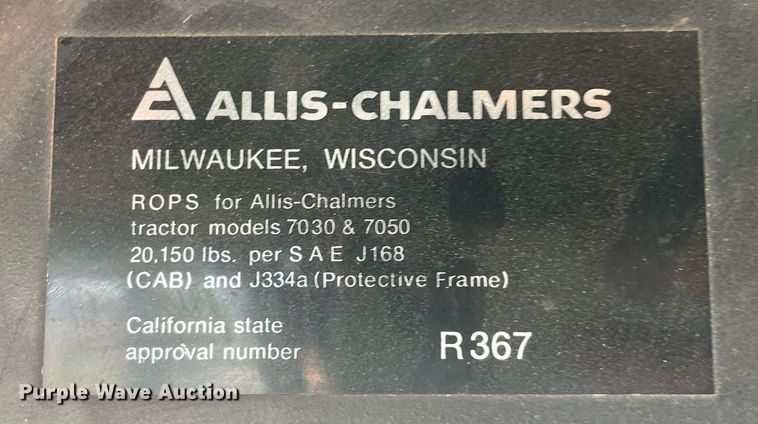 ALLIS-CHALMERS
MILWAUKEE, WISCONSIN
ROPS for Allis-Chalmers
tractor models 7030 & 7050
20,150 lbs. per S A E J168
(CAB) and J334a (Protective Frame)
California state
approval number R367
Purple Wave Auction